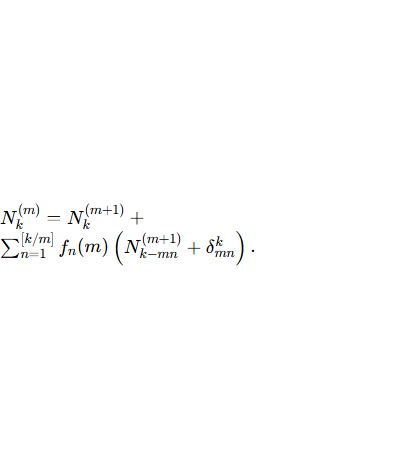 $N_k^{(m)} = N_k^{(m+1)} +$
$\sum_{n=1}^{[k/m]} f_n(m) \left( N_{k-mn}^{(m+1)} + \delta_{mn}^k \right).$